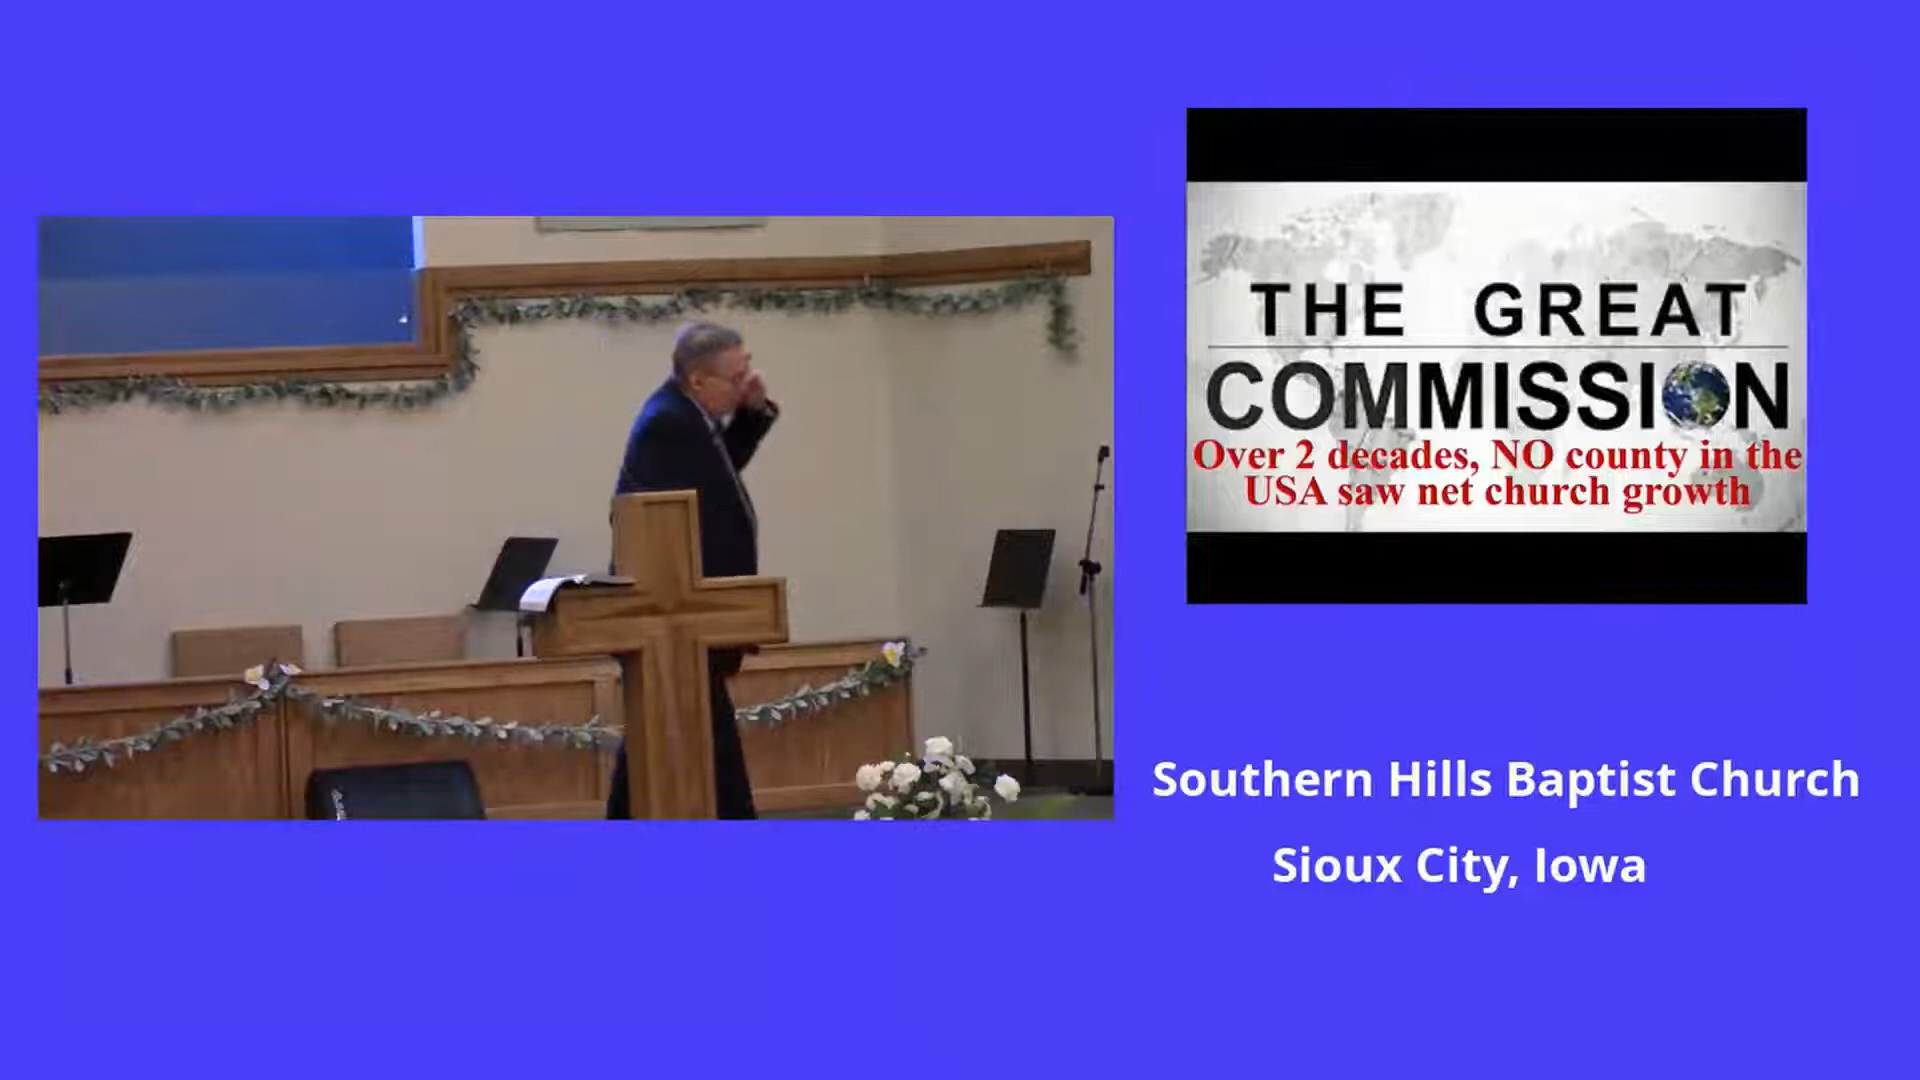 THE GREAT
COMMISSION
Over 2 decades, NO county in the
USA saw net church growth
Southern Hills Baptist Church
Sioux City, Iowa